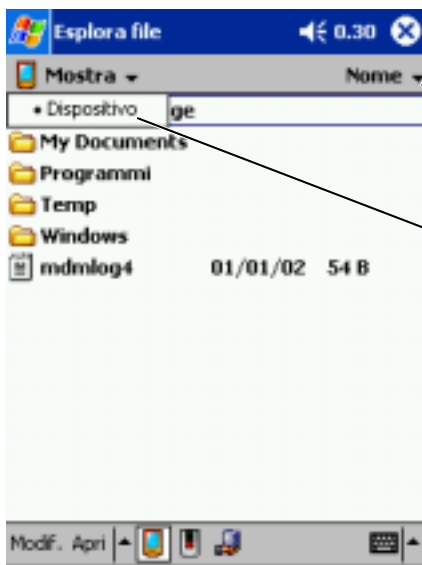 Esplora file 0.30
Mostra Nome
• Dispositivo ge
My Documents
Programmi
Temp
Windows
mdmlog4 01/01/02 54 B
Modif. Apri